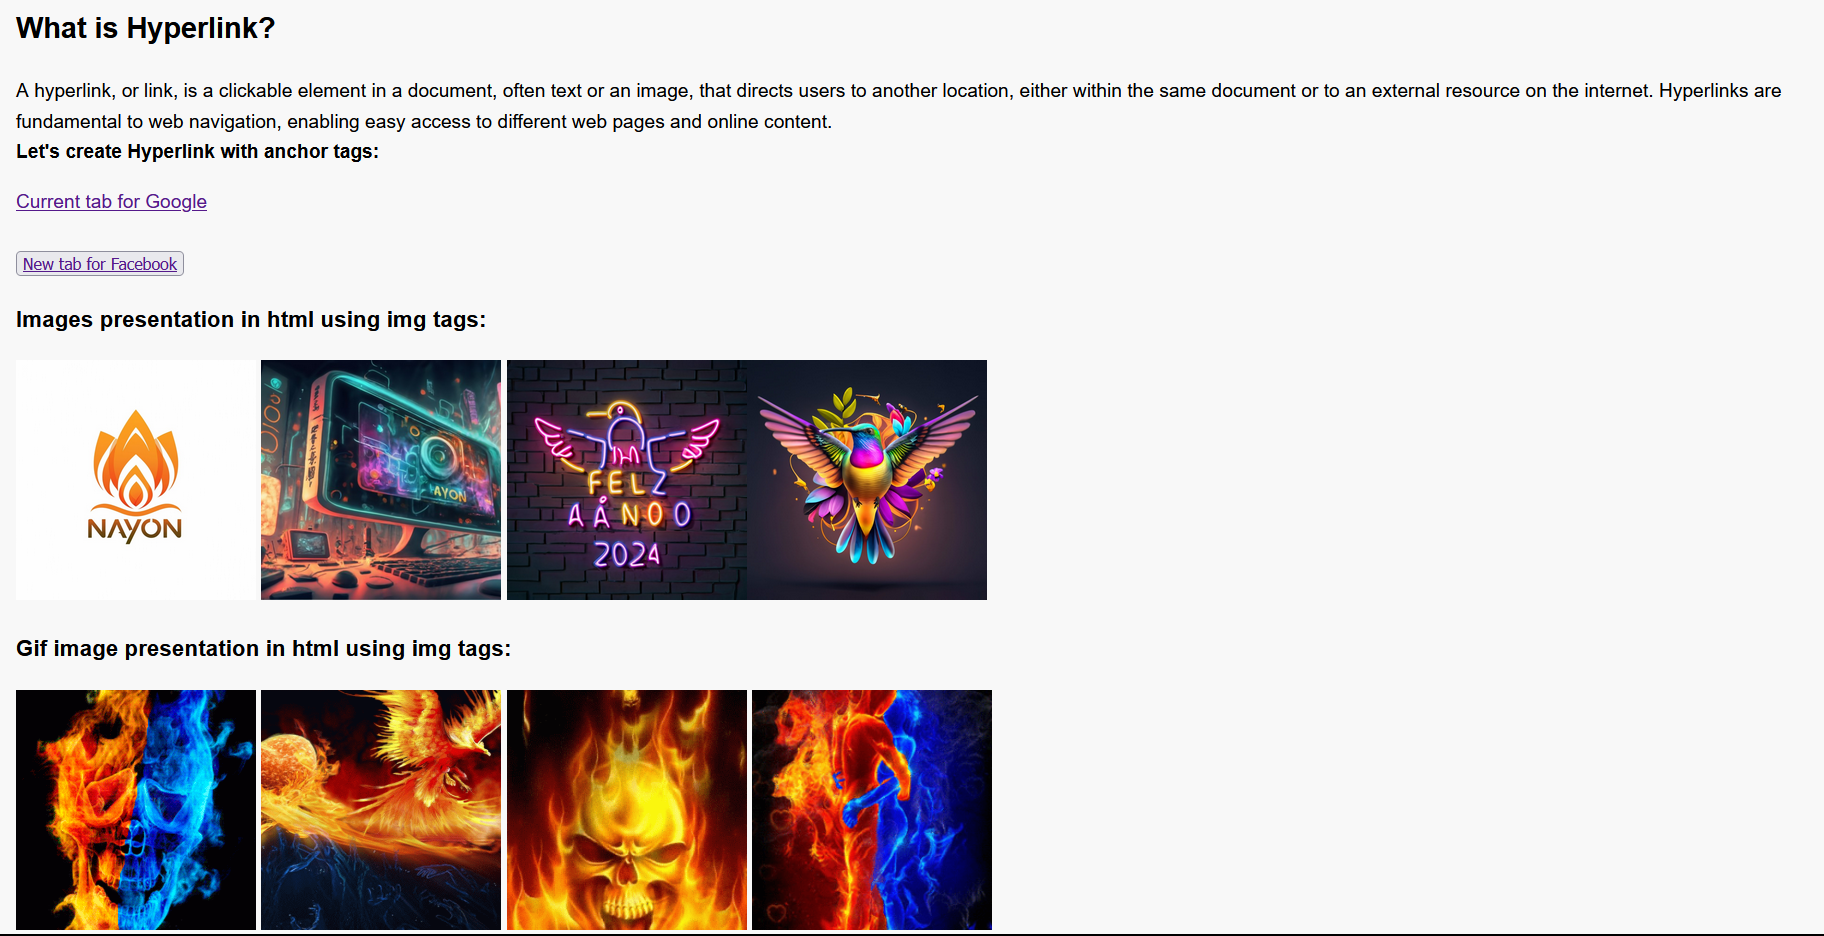 What is Hyperlink?
A hyperlink, or link, is a clickable element in a document, often text or an image, that directs users to another location, either within the same document or to an external resource on the internet. Hyperlinks are
fundamental to web navigation, enabling easy access to different web pages and online content.
Let's create Hyperlink with anchor tags:
Current tab for Google
New tab for Facebook
Images presentation in html using img tags:
NAYON
AYON
FELZ
AÅNOO
2024
Gif image presentation in html using img tags: